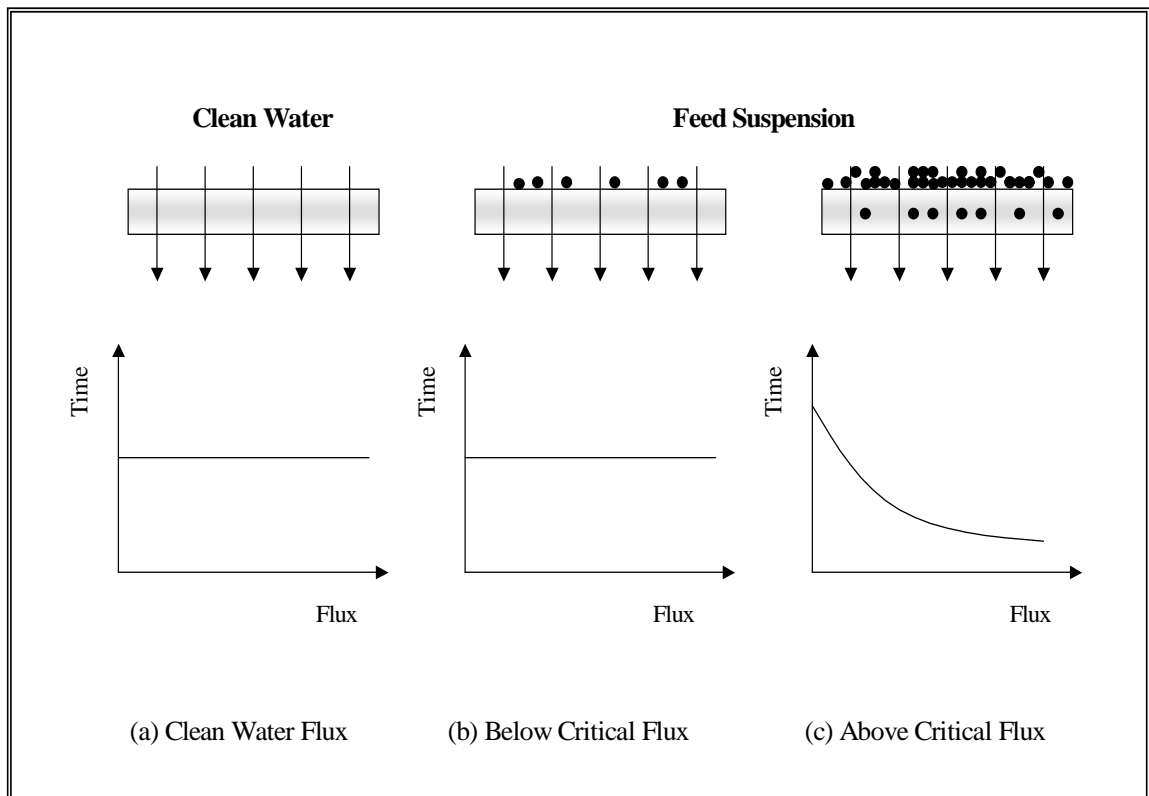 Clean Water
Feed Suspension
Time
Time
Time
Flux
Flux
Flux
(a) Clean Water Flux
(b) Below Critical Flux
(c) Above Critical Flux